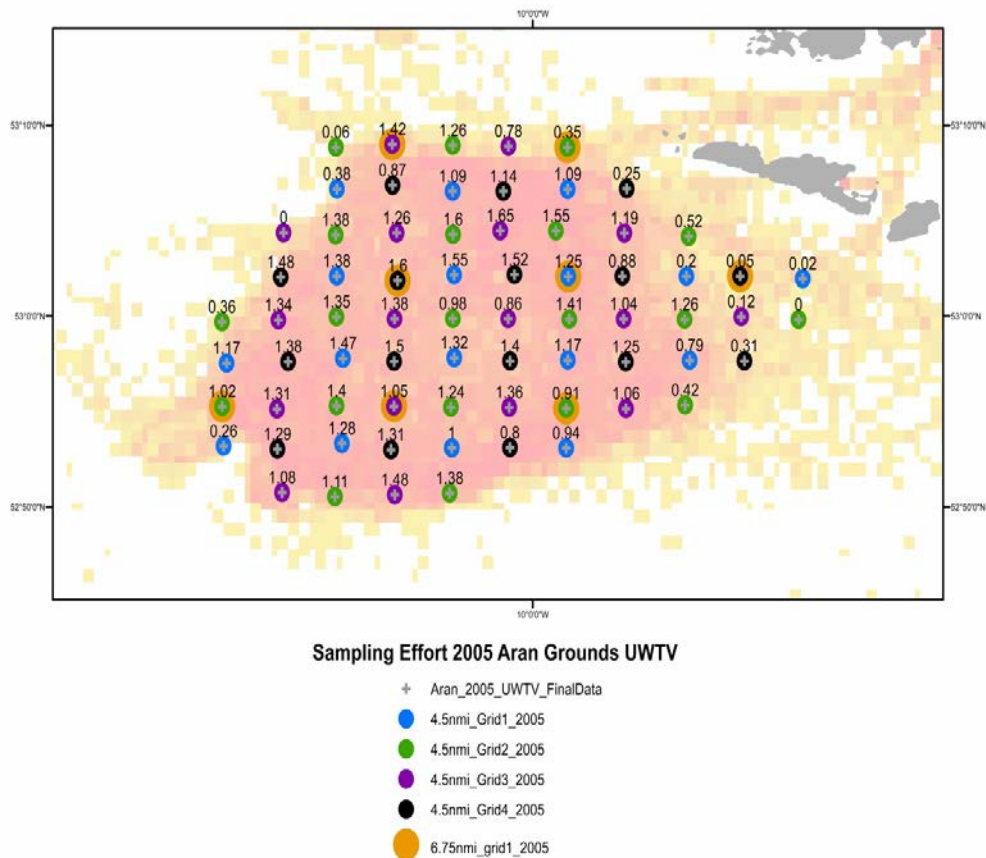 10°0'0"W
53°10'0"N 53°10'0"N
0.06 1.42 1.26 0.78 0.35
0.38 0.87 1.09 1.14 1.09 0.25
0 1.38 1.26 1.6 1.65 1.55 1.19 0.52
1.48 1.38 1.6 1.55 1.52 1.25 0.88 0.2 0.05 0.02
53°0'0"N 53°0'0"N
0.36 1.34 1.35 1.38 0.98 0.86 1.41 1.04 1.26 0.12 0
1.17 1.38 1.47 1.5 1.32 1.4 1.17 1.25 0.79 0.31
1.02 1.31 1.4 1.05 1.24 1.36 0.91 1.06 0.42
0.26 1.29 1.28 1.31 1 0.8 0.94
1.08 1.11 1.48 1.38
52°50'0"N 52°50'0"N
10°0'0"W
Sampling Effort 2005 Aran Grounds UWTV
Aran_2005_UWTV_FinalData
4.5nmi_Grid1_2005
4.5nmi_Grid2_2005
4.5nmi_Grid3_2005
4.5nmi_Grid4_2005
6.75nmi_grid1_2005